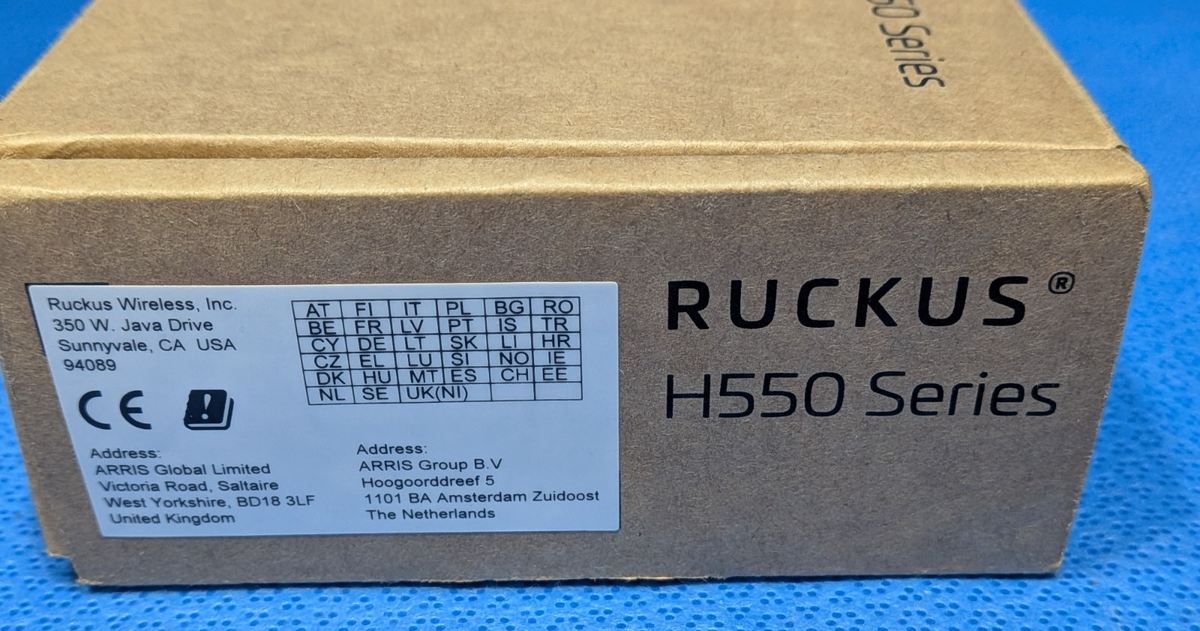 50 Series
Ruckus Wireless, Inc.
350 W. Java Drive
Sunnyvale, CA USA
94089
AT FI IT PL BG RO
BE FR LV PT IS TR
CY DE LT SK LI HR
CZ EL LU SI NO IE
DK HU MT ES CH EE
NL SE UK(NI)
CE
Address:
ARRIS Global Limited
Victoria Road, Saltaire
West Yorkshire, BD18 3LF
United Kingdom
Address:
ARRIS Group B.V
Hoogoorddreef 5
1101 BA Amsterdam Zuidoost
The Netherlands
RUCKUS®
H550 Series